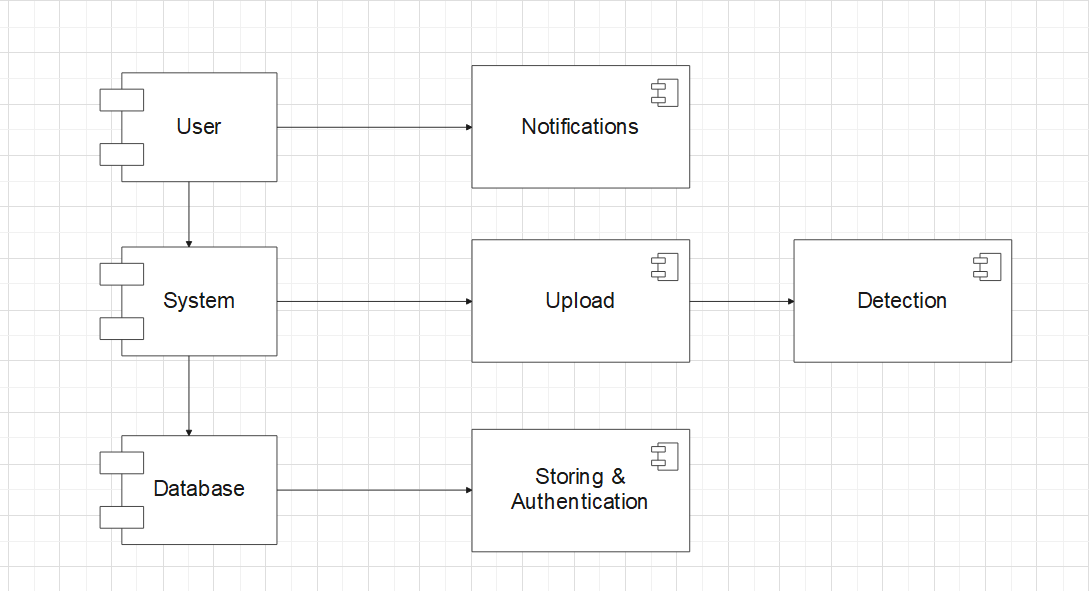 User
Notifications
System
Upload
Detection
Database
Storing &
Authentication